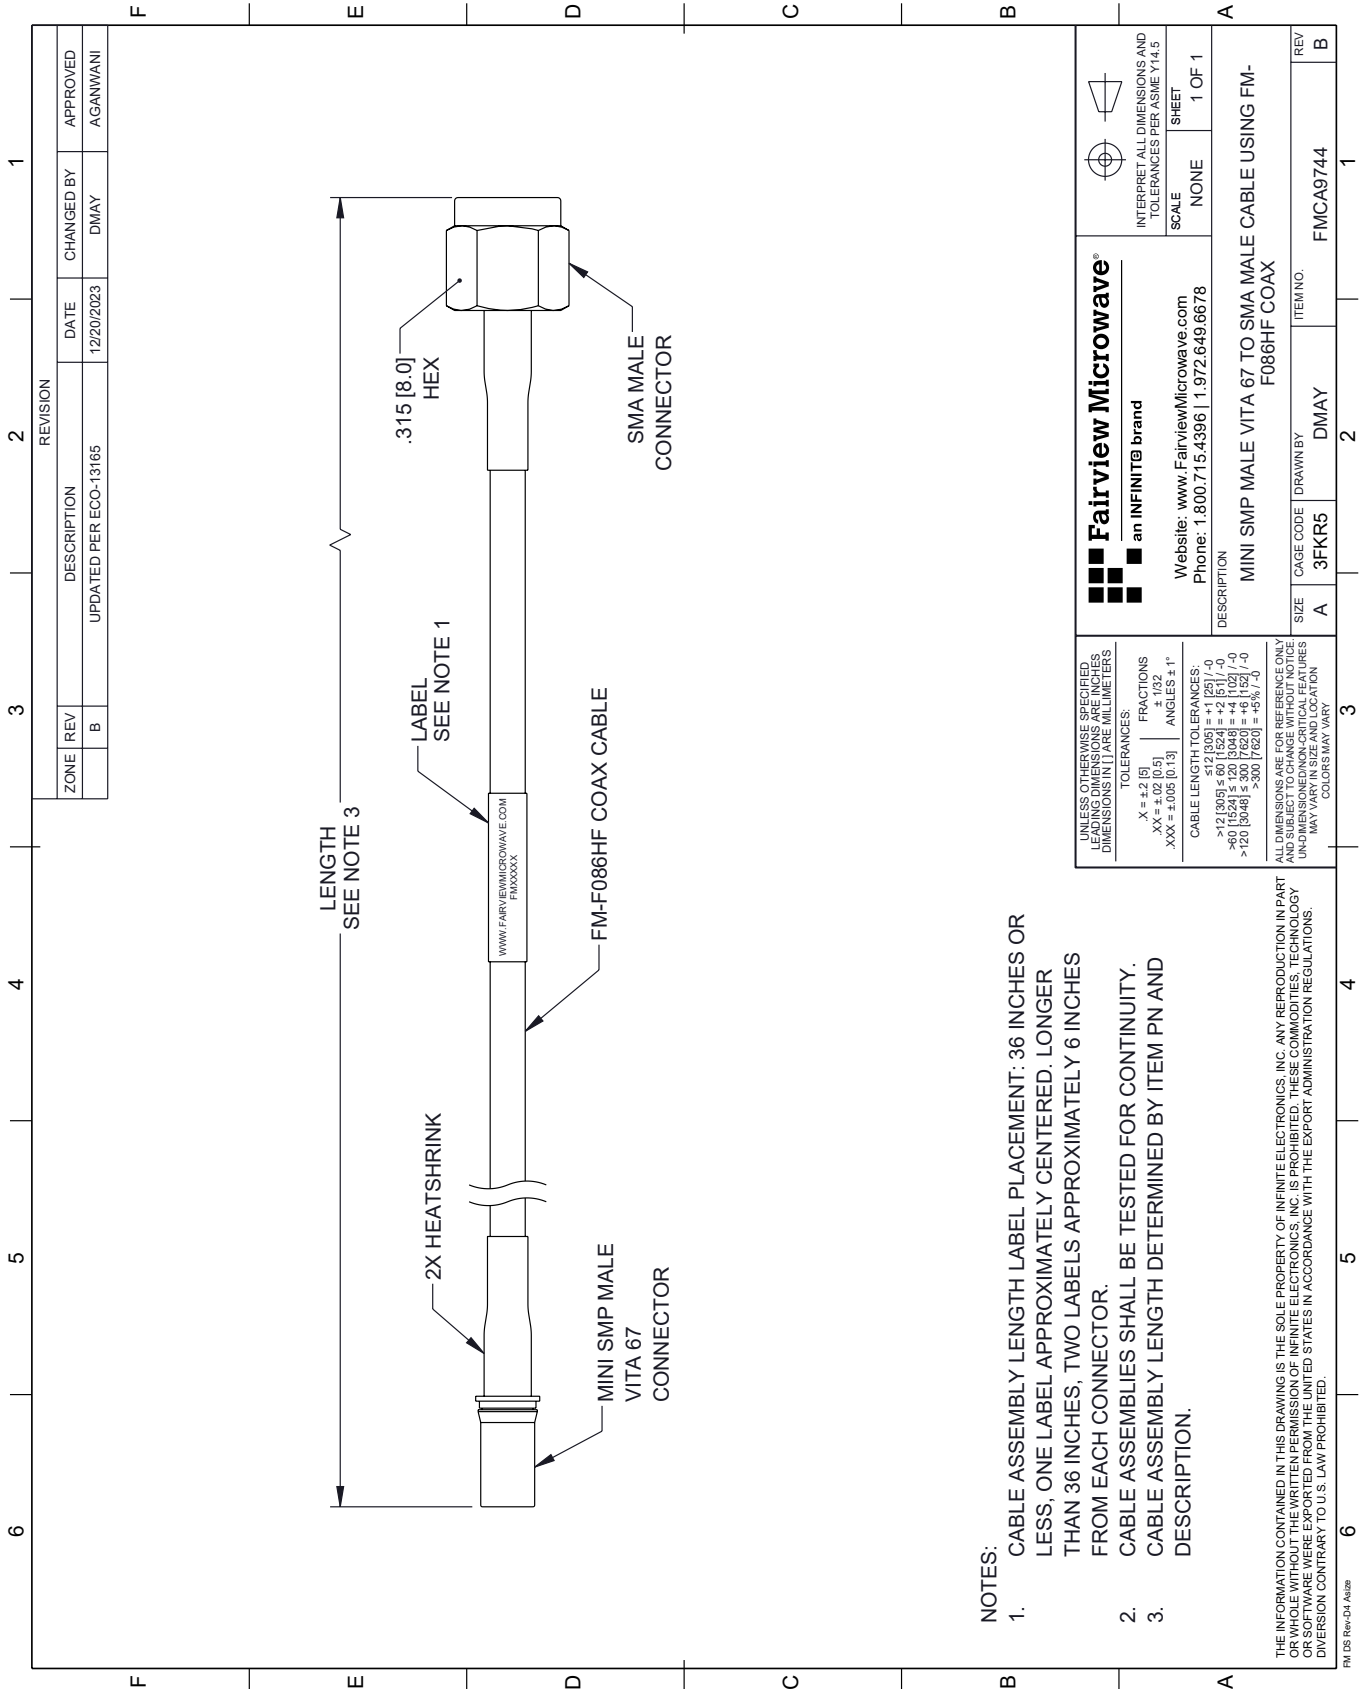 6
5
4
3
2
1
F
E
D
C
B
A
REVISION
ZONE REV DESCRIPTION DATE CHANGED BY APPROVED
B UPDATED PER ECO-13165 12/20/2023 DMAY AGANWANI
LENGTH
SEE NOTE 3
.315 [8.0]
HEX
LABEL
SEE NOTE 1
2X HEATSHRINK
WWW.FAIRVIEWMICROWAVE.COM
FMXXXXX
MINI SMP MALE
VITA 67
CONNECTOR
FM-F086HF COAX CABLE
SMA MALE
CONNECTOR
NOTES:
1. CABLE ASSEMBLY LENGTH LABEL PLACEMENT: 36 INCHES OR
LESS, ONE LABEL APPROXIMATELY CENTERED. LONGER
THAN 36 INCHES, TWO LABELS APPROXIMATELY 6 INCHES
FROM EACH CONNECTOR.
2. CABLE ASSEMBLIES SHALL BE TESTED FOR CONTINUITY.
3. CABLE ASSEMBLY LENGTH DETERMINED BY ITEM PN AND
DESCRIPTION.
UNLESS OTHERWISE SPECIFIED
LEADING DIMENSIONS ARE INCHES
DIMENSIONS IN [ ] ARE MILLIMETERS
TOLERANCES:
.X = ±.2 [5] FRACTIONS
.XX = ±.02 [0.5] ± 1/32
.XXX = ±.005 [0.13] ANGLES ± 1°
CABLE LENGTH TOLERANCES:
≤12 [305] = +1 [25] / -0
>12 [305] ≤ 60 [1524] = +2 [51] / -0
>60 [1524] ≤ 120 [3048] = +4 [102] / -0
>120 [3048] ≤ 300 [7620] = +6 [152] / -0
>300 [7620] = +5% / -0
ALL DIMENSIONS ARE FOR REFERENCE ONLY
AND SUBJECT TO CHANGE WITHOUT NOTICE.
UN-DIMENSIONED/NON-CRITICAL FEATURES
MAY VARY IN SIZE AND LOCATION
COLORS MAY VARY
Fairview Microwave®
an INFINIT@ brand
Website: www.FairviewMicrowave.com
Phone: 1.800.715.4396 | 1.972.649.6678
INTERPRET ALL DIMENSIONS AND
TOLERANCES PER ASME Y14.5
SCALE SHEET
NONE 1 OF 1
DESCRIPTION
MINI SMP MALE VITA 67 TO SMA MALE CABLE USING FM-
F086HF COAX
SIZE CAGE CODE DRAWN BY ITEM NO. REV
A 3FKR5 DMAY FMCA9744 B
THE INFORMATION CONTAINED IN THIS DRAWING IS THE SOLE PROPERTY OF INFINITE ELECTRONICS, INC. ANY REPRODUCTION IN PART
OR WHOLE WITHOUT THE WRITTEN PERMISSION OF INFINITE ELECTRONICS, INC. IS PROHIBITED. THESE COMMODITIES, TECHNOLOGY
OR SOFTWARE WERE EXPORTED FROM THE UNITED STATES IN ACCORDANCE WITH THE EXPORT ADMINISTRATION REGULATIONS.
DIVERSION CONTRARY TO U.S. LAW PROHIBITED.
F
E
D
C
B
A
6
5
4
3
2
1
FM DS Rev-D4 Asize